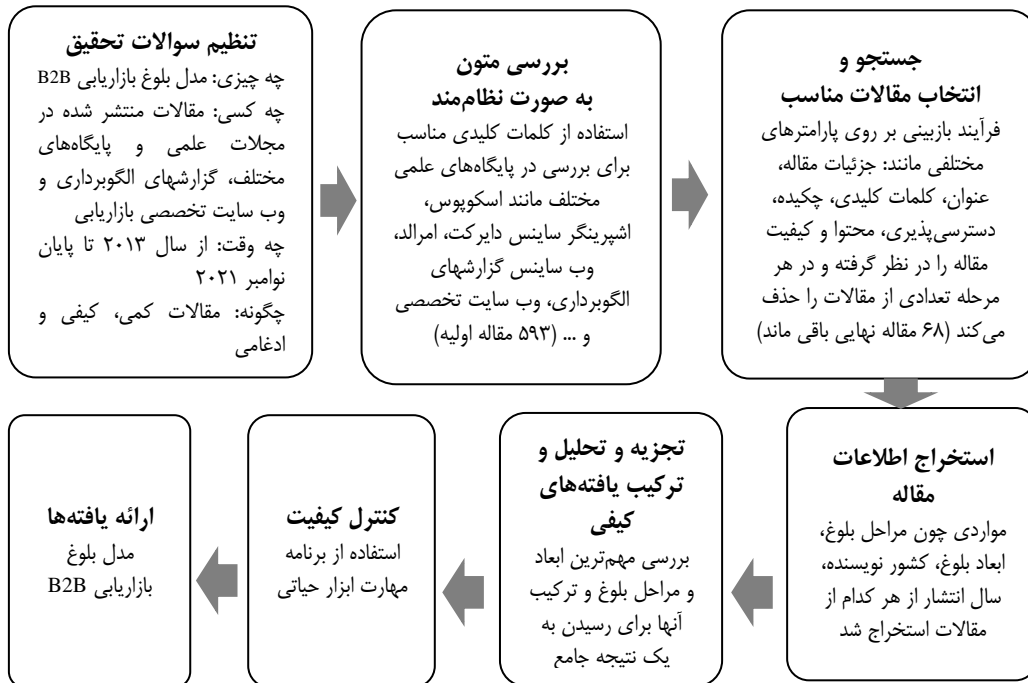 تنظیم سوالات تحقیق
چه چیزی: مدل بلوغ بازاریابی B2B
چه کسی: مقالات منتشر شده در
مجلات علمی و پایگاه‌های
مختلف، گزارشهای الگوبرداری و
وب سایت تخصصی بازاریابی
چه وقت: از سال ۲۰۱۳ تا پایان
نوامبر ۲۰۲۱
چگونه: مقالات کمی، کیفی و
ادغامی
بررسی متون
به صورت نظام‌مند
استفاده از کلمات کلیدی مناسب
برای بررسی در پایگاه‌های علمی
مختلف مانند اسکوپوس،
اشپرینگر ساینس دایرکت، امرالد،
وب ساینس گزارشهای
الگوبرداری، وب سایت تخصصی
و ... (۵۹۳ مقاله اولیه)
جستجو و
انتخاب مقالات مناسب
فرآیند بازبینی بر روی پارامترهای
مختلفی مانند: جزئیات مقاله،
عنوان، کلمات کلیدی، چکیده،
دسترسی‌پذیری، محتوا و کیفیت
مقاله را در نظر گرفته و در هر
مرحله تعدادی از مقالات را حذف
می‌کند (۶۸ مقاله نهایی باقی ماند)
استخراج اطلاعات
مقاله
مواردی چون مراحل بلوغ،
ابعاد بلوغ، کشور نویسنده،
سال انتشار از هر کدام از
مقالات استخراج شد
تجزیه و تحلیل و
ترکیب یافته‌های
کیفی
بررسی مهم‌ترین ابعاد
و مراحل بلوغ و ترکیب
آنها برای رسیدن به
یک نتیجه جامع
کنترل کیفیت
استفاده از برنامه
مهارت ابزار حیاتی
ارائه یافته‌ها
مدل بلوغ
بازاریابی B2B